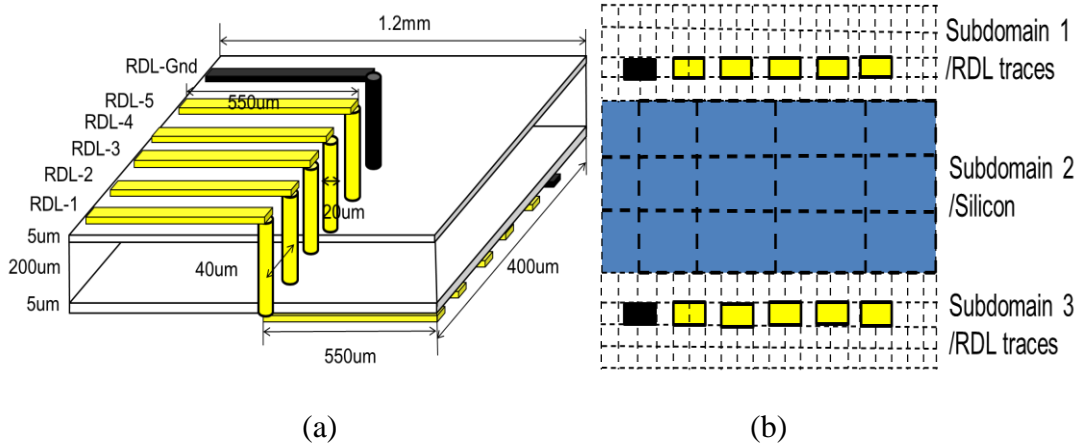 1.2mm
RDL-Gnd
RDL-5
550um
RDL-4
RDL-3
RDL-2
RDL-1
20um
5um
200um
40um
400um
5um
550um
(a)
Subdomain 1
/RDL traces
Subdomain 2
/Silicon
Subdomain 3
/RDL traces
(b)